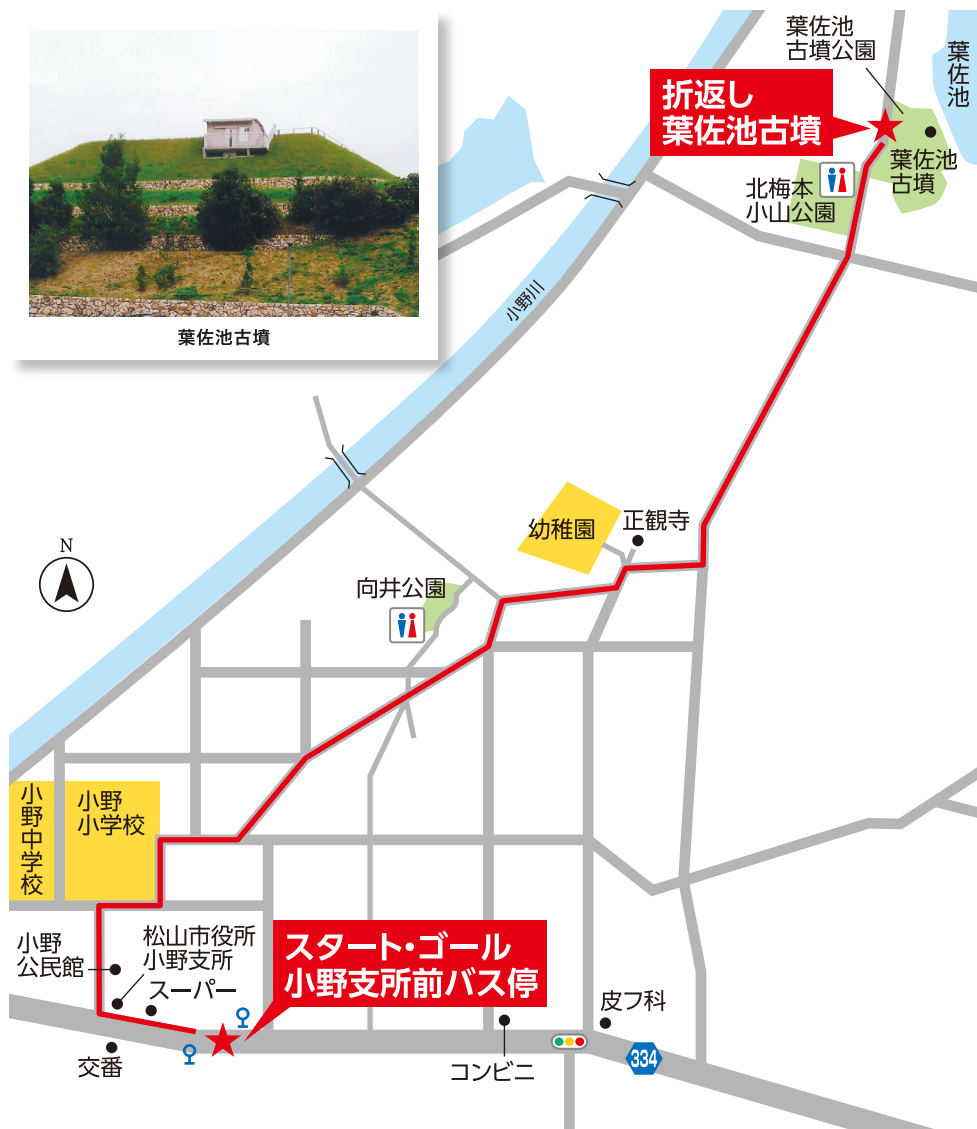 葉佐池古墳
葉佐池
古墳公園
葉佐池
折返し
葉佐池古墳
葉佐池
古墳
北梅本
小山公園
小野川
幼稚園
正観寺
N
向井公園
小野中学校
小野
小学校
小野
公民館
松山市役所
小野支所
スーパー
スタート・ゴール
小野支所前バス停
交番
コンビニ
皮フ科
334